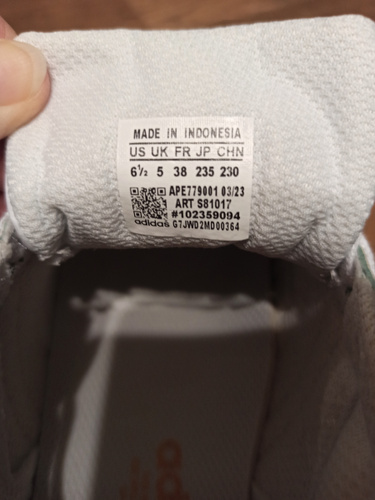 MADE IN INDONESIA
US UK FR JP CHN
6½ 5 38 235 230
APE779001 03/23
ART S81017
#102359094
adidas G7JWD2MD00364